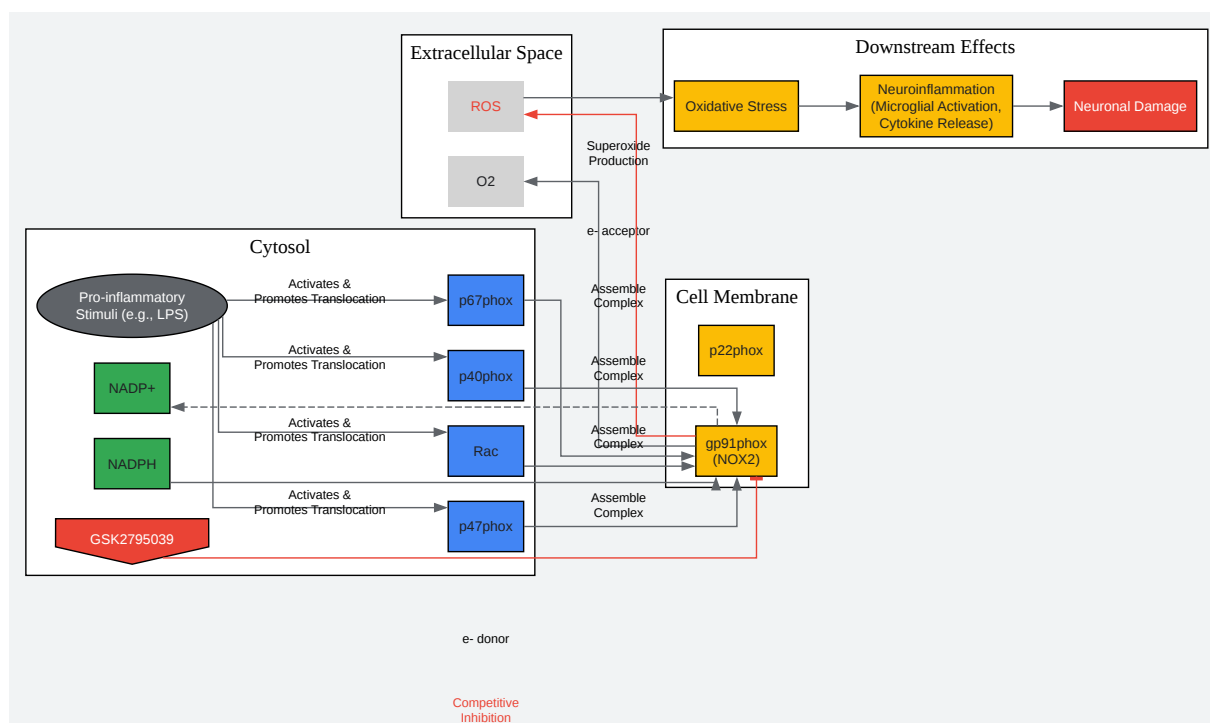 Extracellular Space
ROS
O2
Downstream Effects
Oxidative Stress
Neuroinflammation
(Microglial Activation,
Cytokine Release)
Neuronal Damage
Superoxide
Production
e- acceptor
Cytosol
Pro-inflammatory
Stimuli (e.g., LPS)
Activates &
Promotes Translocation
p67phox
Assemble
Complex
Activates &
Promotes Translocation
p40phox
Assemble
Complex
NADP+
Activates &
Promotes Translocation
Rac
Assemble
Complex
NADPH
Activates &
Promotes Translocation
p47phox
Assemble
Complex
GSK2795039
Cell Membrane
p22phox
gp91phox
(NOX2)
e- donor
Competitive
Inhibition